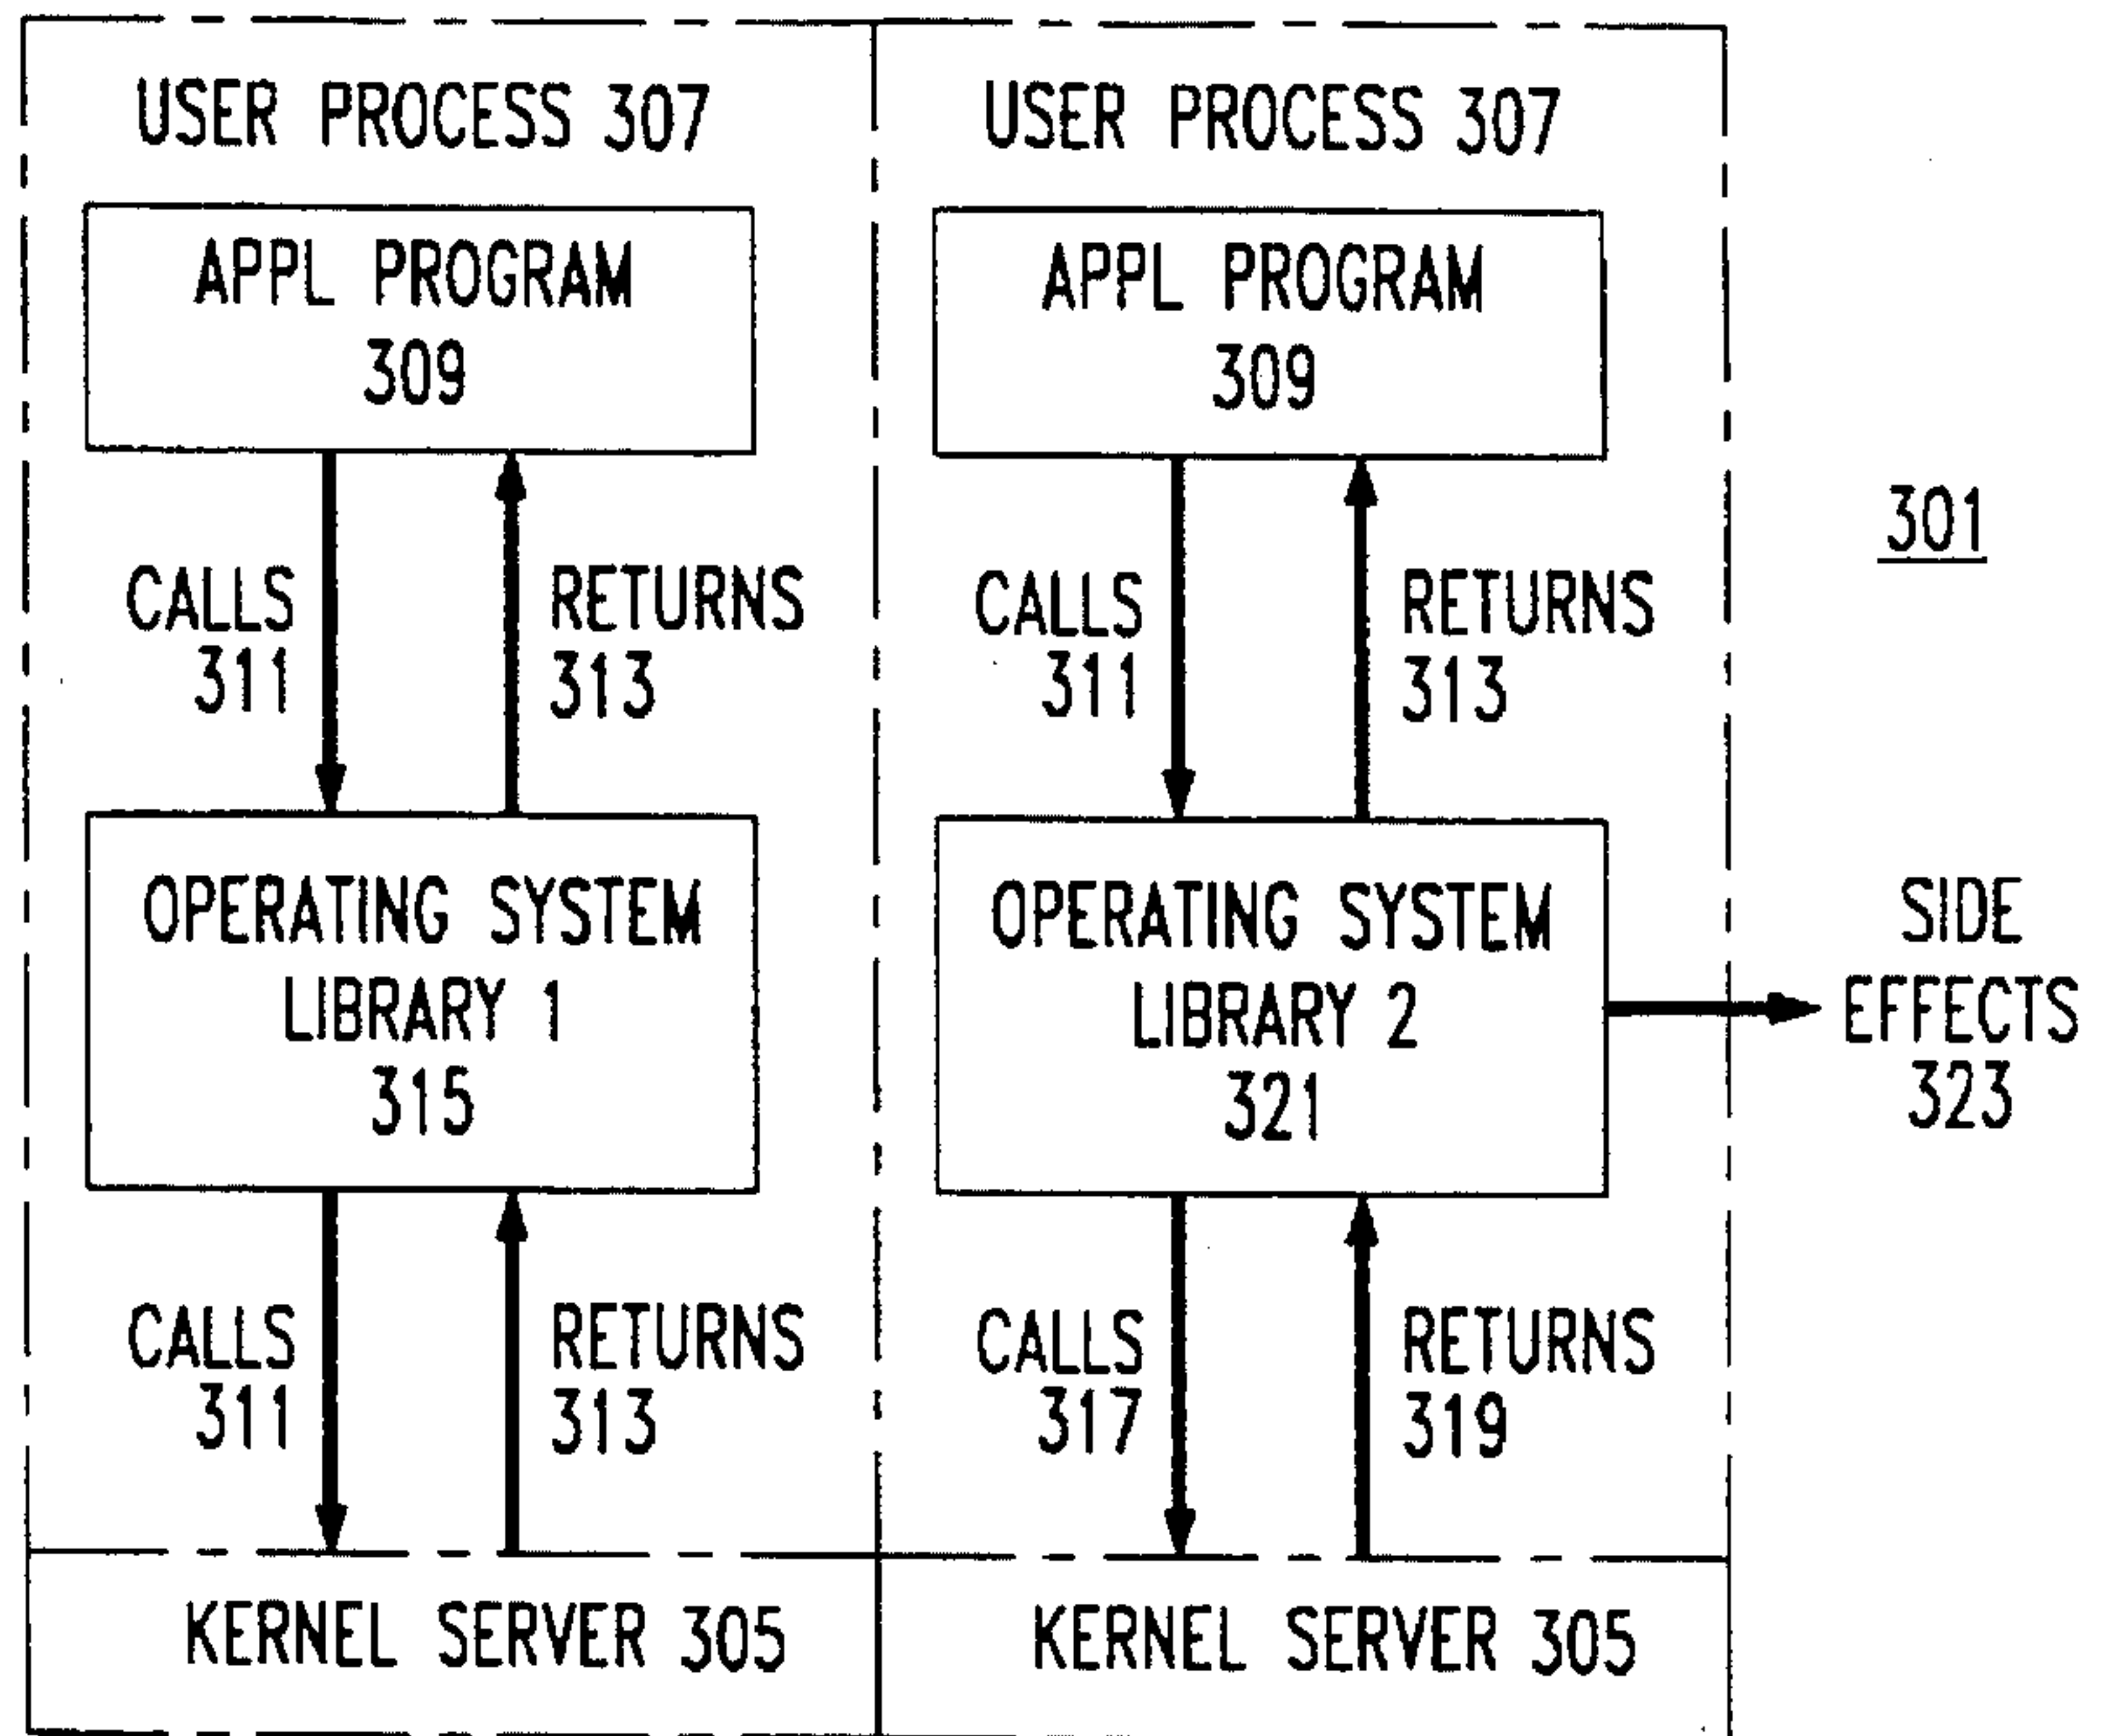 USER PROCESS 307
APPL PROGRAM
309
CALLS
311
RETURNS
313
OPERATING SYSTEM
LIBRARY 1
315
CALLS
311
RETURNS
313
KERNEL SERVER 305
USER PROCESS 307
APPL PROGRAM
309
CALLS
311
RETURNS
313
OPERATING SYSTEM
LIBRARY 2
321
CALLS
317
RETURNS
319
KERNEL SERVER 305
301
SIDE
EFFECTS
323